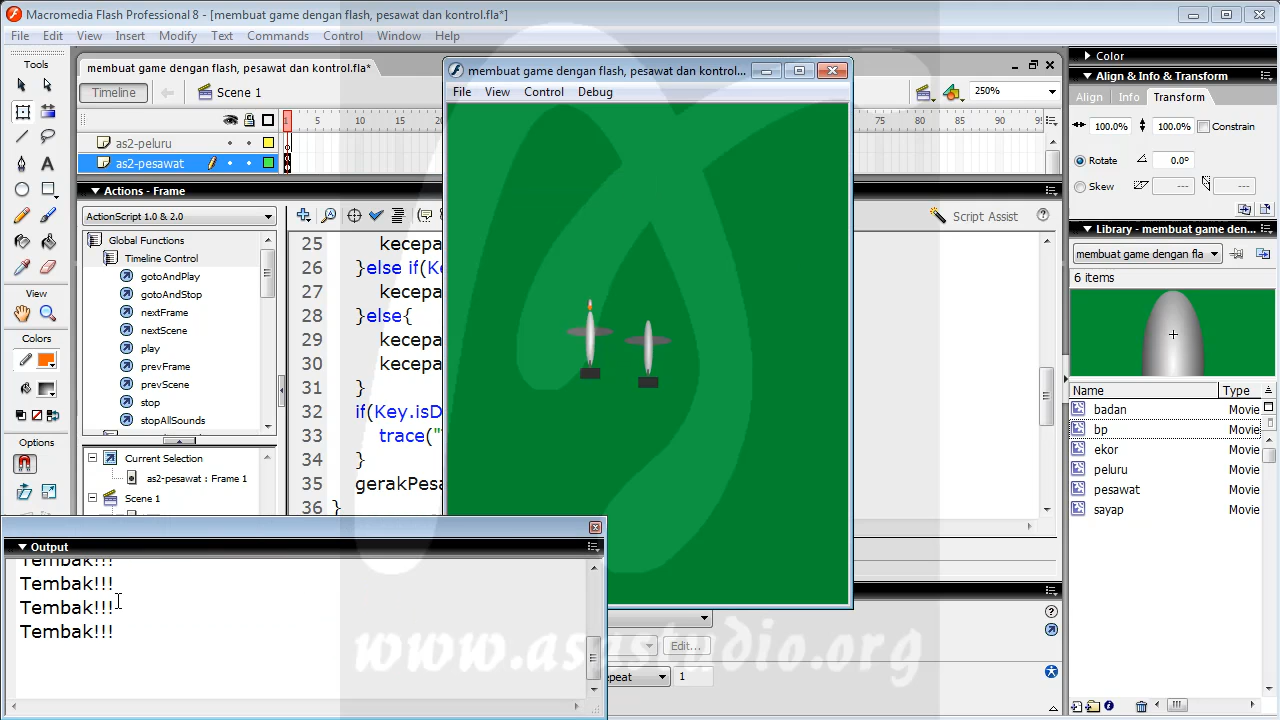 Macromedia Flash Professional 8 - [membuat game dengan flash, pesawat dan kontrol.fla*]
File Edit View Insert Modify Text Commands Control Window Help
Tools
View
Colors
Options
membuat game dengan flash, pesawat dan kontrol.fla*
Timeline Scene 1 250%
1 5 10 15 20 75 80 85 90 95
as2-peluru
as2-pesawat
Actions - Frame
ActionScript 1.0 & 2.0
Script Assist
Global Functions
Timeline Control
gotoAndPlay
gotoAndStop
nextFrame
nextScene
play
prevFrame
prevScene
stop
stopAllSounds
Current Selection
as2-pesawat : Frame 1
Scene 1
25 kecepa
26 }else if(Ke
27 kecepa
28 }else{
29 kecepa
30 kecepa
31 }
32 if(Key.isD
33 trace("
34 }
35 gerakPesa
36 }
membuat game dengan flash, pesawat dan kontrol...
File View Control Debug
Output
Tembak!!!
Tembak!!!
Tembak!!!
Tembak!!!
Edit...
repeat 1
www.asastudio.org
Color
Align & Info & Transform
Align Info Transform
100.0% 100.0% Constrain
Rotate 0.0°
Skew --- ---
Library - membuat game den...
membuat game dengan fla
6 items
Name Type
badan Movie
bp Movie
ekor Movie
peluru Movie
pesawat Movie
sayap Movie